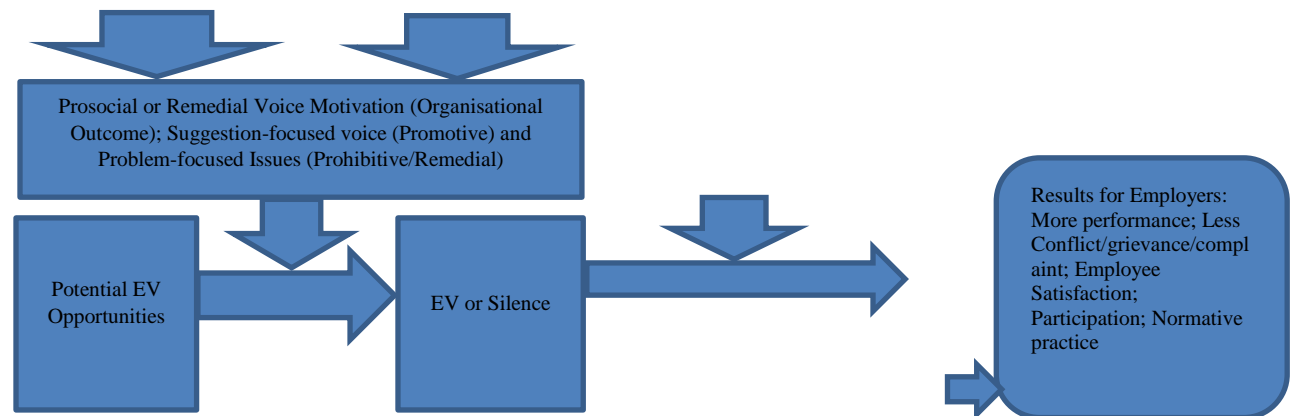 Prosocial or Remedial Voice Motivation (Organisational
Outcome); Suggestion-focused voice (Promotive) and
Problem-focused Issues (Prohibitive/Remedial)
Potential EV
Opportunities
EV or Silence
Results for Employers:
More performance; Less
Conflict/grievance/compl
aint; Employee
Satisfaction;
Participation; Normative
practice